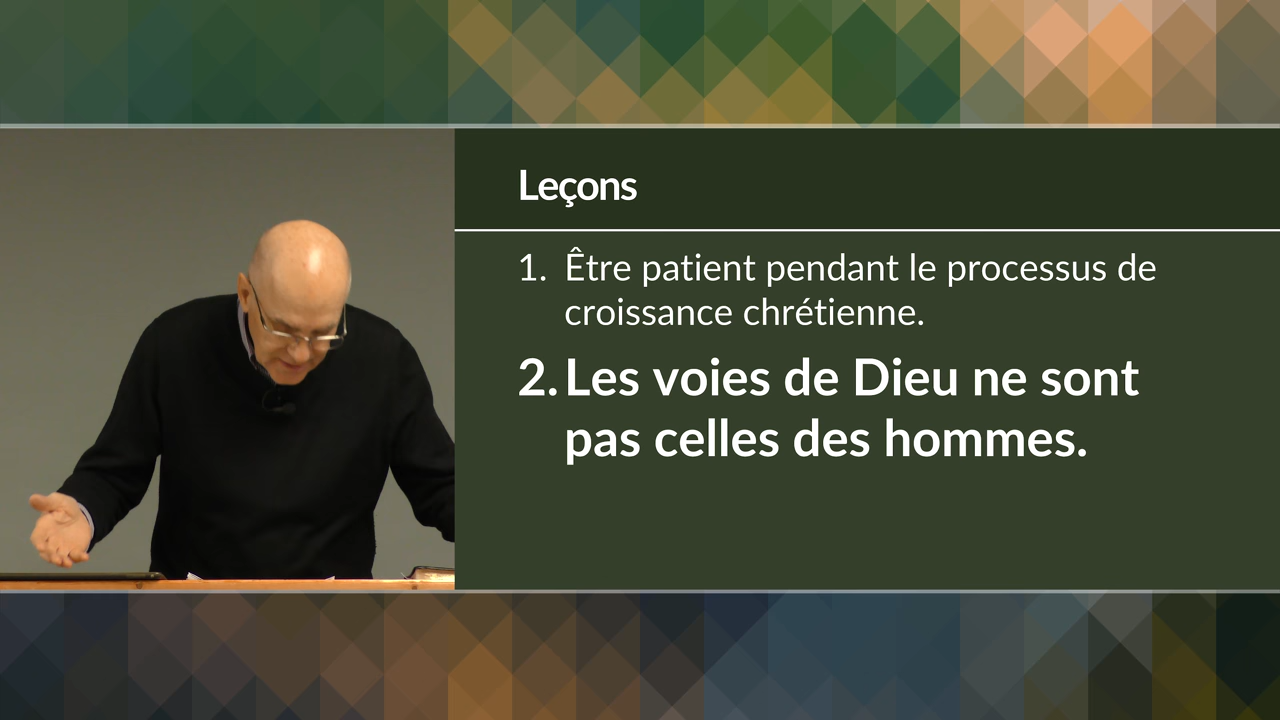 Leçons
1. Être patient pendant le processus de
croissance chrétienne.
2. Les voies de Dieu ne sont
pas celles des hommes.